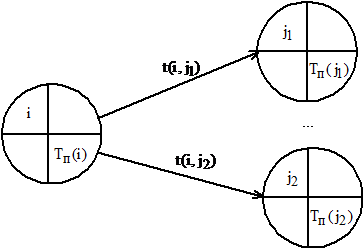 j₁
t(i, j₁)
Tп(j₁)
i
...
Tп(i)
t(i, j₂)
j₂
Tп(j₂)